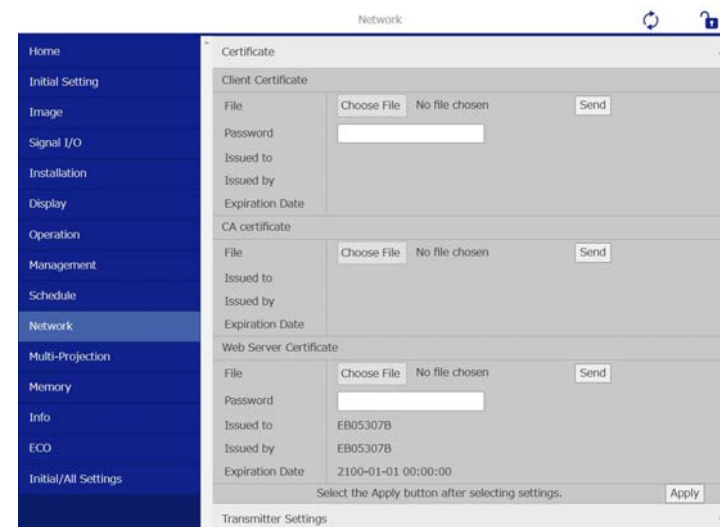 Network
Home
Initial Setting
Image
Signal I/O
Installation
Display
Operation
Management
Schedule
Network
Multi-Projection
Memory
Info
ECO
Initial/All Settings
Certificate
Client Certificate
File Choose File No file chosen Send
Password
Issued to
Issued by
Expiration Date
CA certificate
File Choose File No file chosen Send
Issued to
Issued by
Expiration Date
Web Server Certificate
File Choose File No file chosen Send
Password
Issued to EB05307B
Issued by EB05307B
Expiration Date 2100-01-01 00:00:00
Select the Apply button after selecting settings. Apply
Transmitter Settings